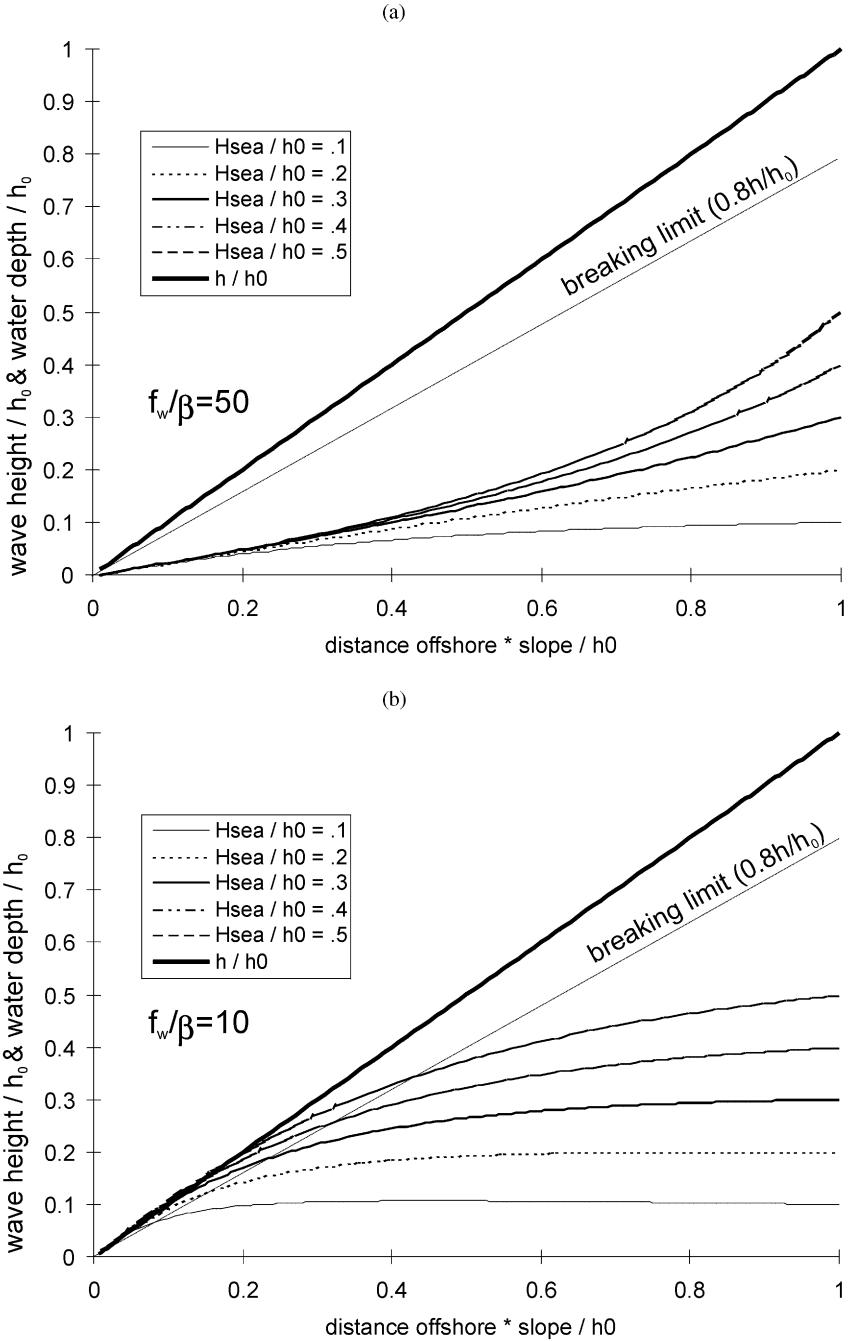 (a)
1
0.9
0.8
0.7
0.6
0.5
0.4
0.3
0.2
0.1
0
wave height / h0 & water depth / h0
Hsea / h0 = .1
Hsea / h0 = .2
Hsea / h0 = .3
Hsea / h0 = .4
Hsea / h0 = .5
h / h0
breaking limit (0.8h/h0)
fw/β=50
0 0.2 0.4 0.6 0.8 1
distance offshore * slope / h0
(b)
1
0.9
0.8
0.7
0.6
0.5
0.4
0.3
0.2
0.1
0
wave height / h0 & water depth / h0
Hsea / h0 = .1
Hsea / h0 = .2
Hsea / h0 = .3
Hsea / h0 = .4
Hsea / h0 = .5
h / h0
breaking limit (0.8h/h0)
fw/β=10
0 0.2 0.4 0.6 0.8 1
distance offshore * slope / h0